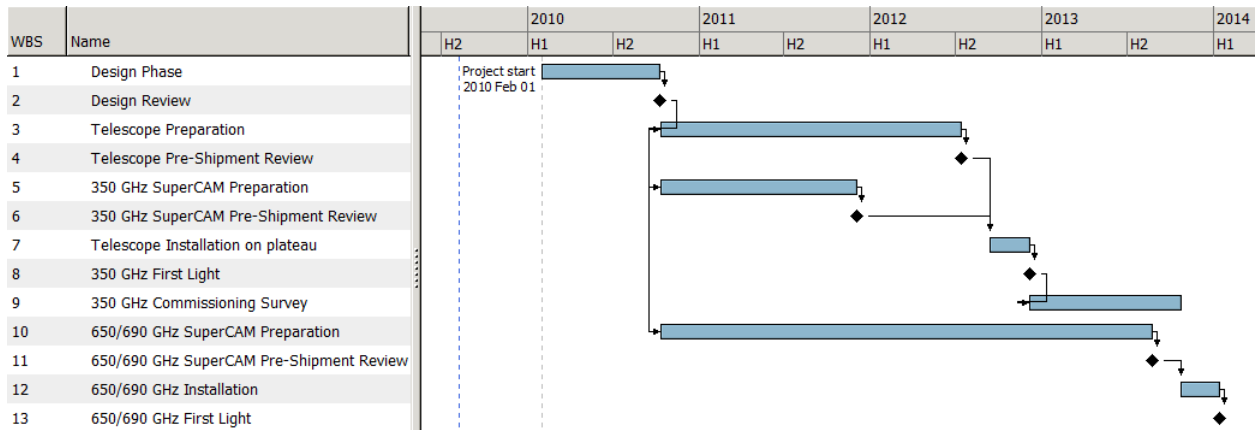 2010 2011 2012 2013 2014
WBS Name H2 H1 H2 H1 H2 H1 H2 H1 H2 H1
1 Design Phase
Project start
2010 Feb 01
2 Design Review
3 Telescope Preparation
4 Telescope Pre-Shipment Review
5 350 GHz SuperCAM Preparation
6 350 GHz SuperCAM Pre-Shipment Review
7 Telescope Installation on plateau
8 350 GHz First Light
9 350 GHz Commissioning Survey
10 650/690 GHz SuperCAM Preparation
11 650/690 GHz SuperCAM Pre-Shipment Review
12 650/690 GHz Installation
13 650/690 GHz First Light